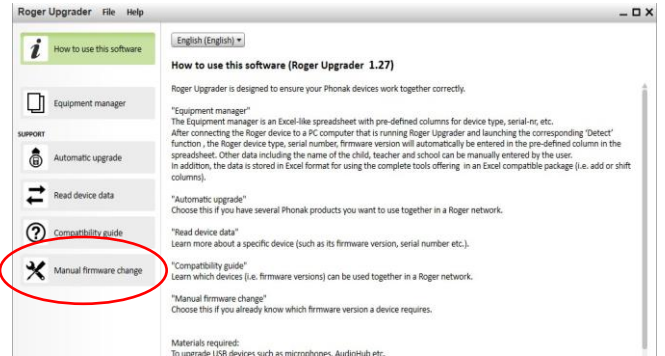 Roger Upgrader File Help
How to use this software
Equipment manager
SUPPORT
Automatic upgrade
Read device data
Compatibility guide
Manual firmware change
English (English)
How to use this software (Roger Upgrader 1.27)
Roger Upgrader is designed to ensure your Phonak devices work together correctly.
"Equipment manager"
The Equipment manager is an Excel-like spreadsheet with pre-defined columns for device type, serial-nr, etc.
After connecting the Roger device to a PC computer that is running Roger Upgrader and launching the corresponding 'Detect'
function , the Roger device type, serial number, firmware version will automatically be entered in the pre-defined column in the
spreadsheet. Other data including the name of the child, teacher and school can be manually entered by the user.
In addition, the data is stored in Excel format for using the complete tools offering in an Excel compatible package (i.e. add or shift
columns).
"Automatic upgrade"
Choose this if you have several Phonak products you want to use together in a Roger network.
"Read device data"
Learn more about a specific device (such as its firmware version, serial number etc.).
"Compatibility guide"
Learn which devices (i.e. firmware versions) can be used together in a Roger network.
"Manual firmware change"
Choose this if you already know which firmware version a device requires.
Materials required:
To upgrade USB devices such as microphones, AudioHub etc.